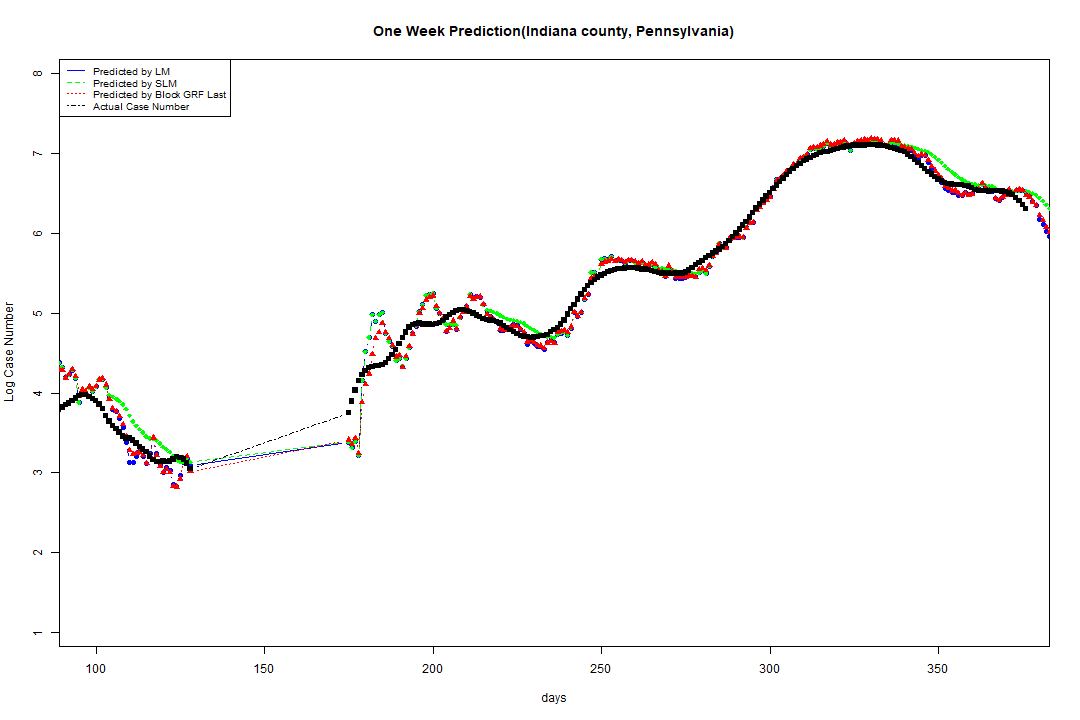 One Week Prediction(Indiana county, Pennsylvania)
Predicted by LM
Predicted by SLM
Predicted by Block GRF Last
Actual Case Number
8
7
6
5
4
3
2
1
Log Case Number
100 150 200 250 300 350
days